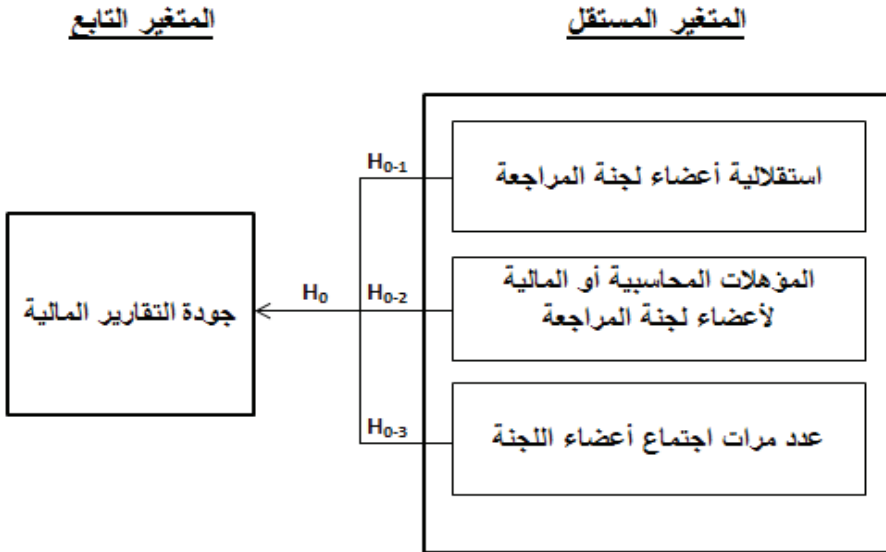 المتغير المستقل
المتغير التابع
استقلالية أعضاء لجنة المراجعة
H0-1
المؤهلات المحاسبية أو المالية
لأعضاء لجنة المراجعة
H0-2
H0
جودة التقارير المالية
عدد مرات اجتماع أعضاء اللجنة
H0-3